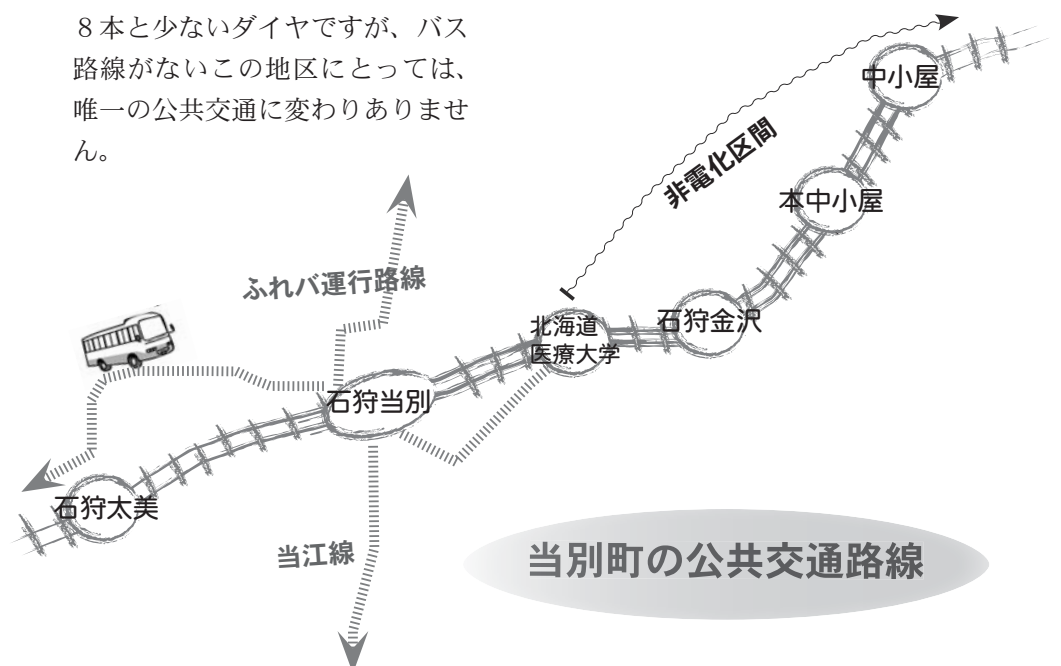 ８本と少ないダイヤですが、バス
路線がないこの地区にとっては、
唯一の公共交通に変わりありませ
ん。
中小屋
非電化区間
本中小屋
ふれバ運行路線
北海道
医療大学
石狩金沢
石狩当別
石狩太美
当江線
当別町の公共交通路線